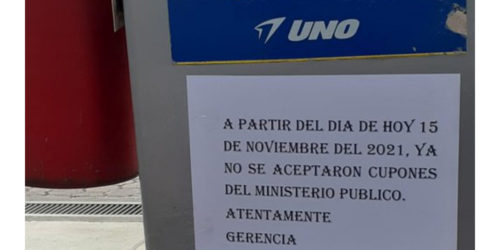 UNO
A PARTIR DEL DIA DE HOY 15
DE NOVIEMBRE DEL 2021, YA
NO SE ACEPTARON CUPONES
DEL MINISTERIO PUBLICO.
ATENTAMENTE
GERENCIA